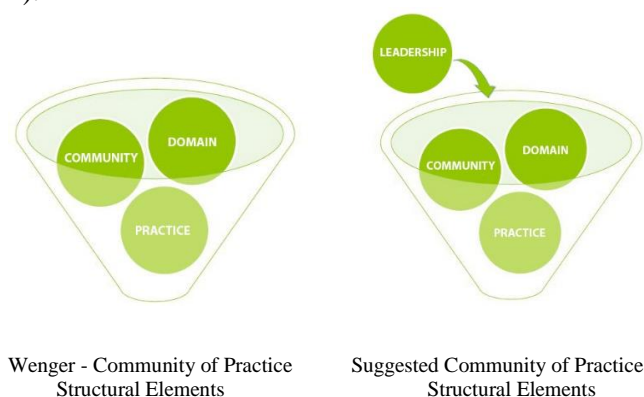 ).
LEADERSHIP
COMMUNITY
DOMAIN
PRACTICE
COMMUNITY
DOMAIN
PRACTICE
Wenger - Community of Practice
Structural Elements
Suggested Community of Practice
Structural Elements